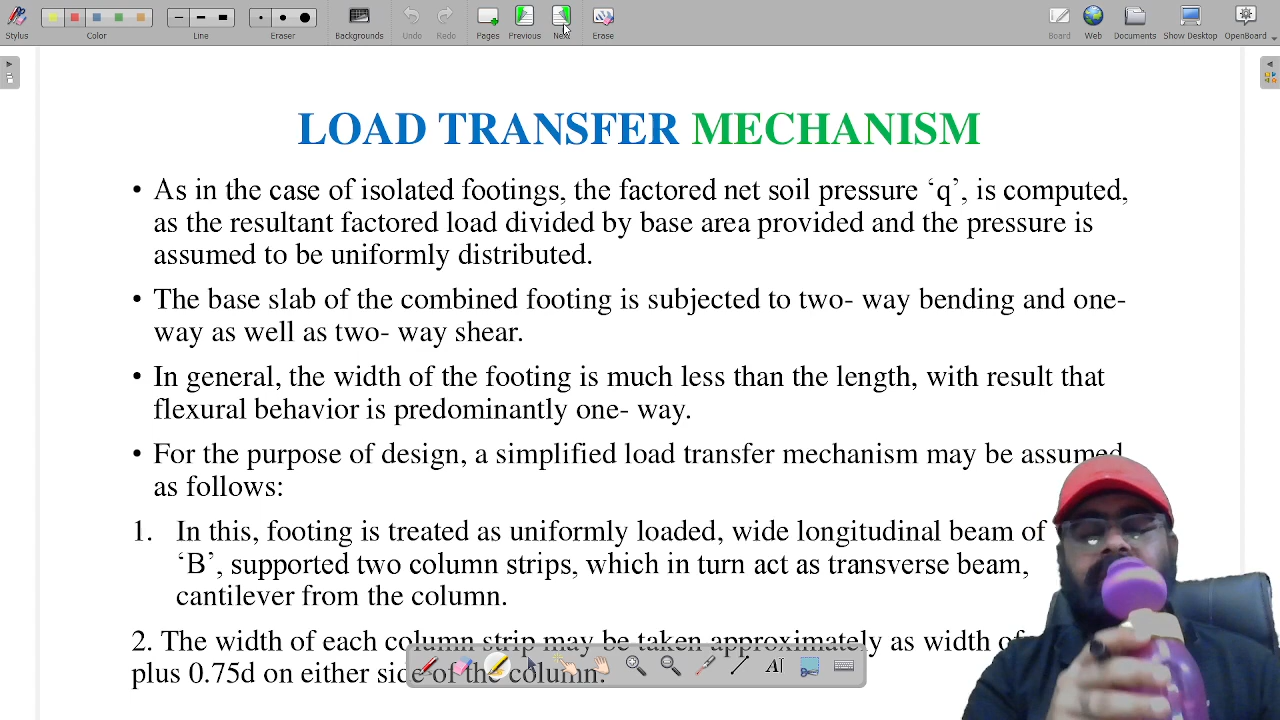 Stylus
Color
Line
Eraser
Backgrounds
Undo
Redo
Pages
Previous
Next
Erase
Board
Web
Documents
Show Desktop
OpenBoard
LOAD TRANSFER MECHANISM
• As in the case of isolated footings, the factored net soil pressure ‘q’, is computed,
as the resultant factored load divided by base area provided and the pressure is
assumed to be uniformly distributed.
• The base slab of the combined footing is subjected to two- way bending and one-
way as well as two- way shear.
• In general, the width of the footing is much less than the length, with result that
flexural behavior is predominantly one- way.
• For the purpose of design, a simplified load transfer mechanism may be assumed
as follows:
1. In this, footing is treated as uniformly loaded, wide longitudinal beam of
‘B’, supported two column strips, which in turn act as transverse beam,
cantilever from the column.
2. The width of each column strip may be taken approximately as width of
plus 0.75d on either side of the column.